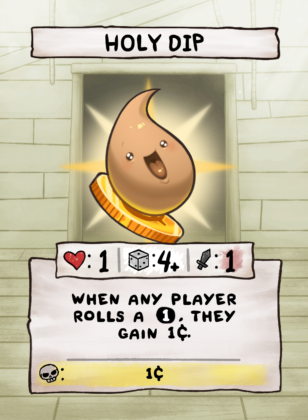 HOLY DIP
: 1 : 4+ : 1
WHEN ANY PLAYER
ROLLS A 1, THEY
GAIN 1¢.
: 1¢